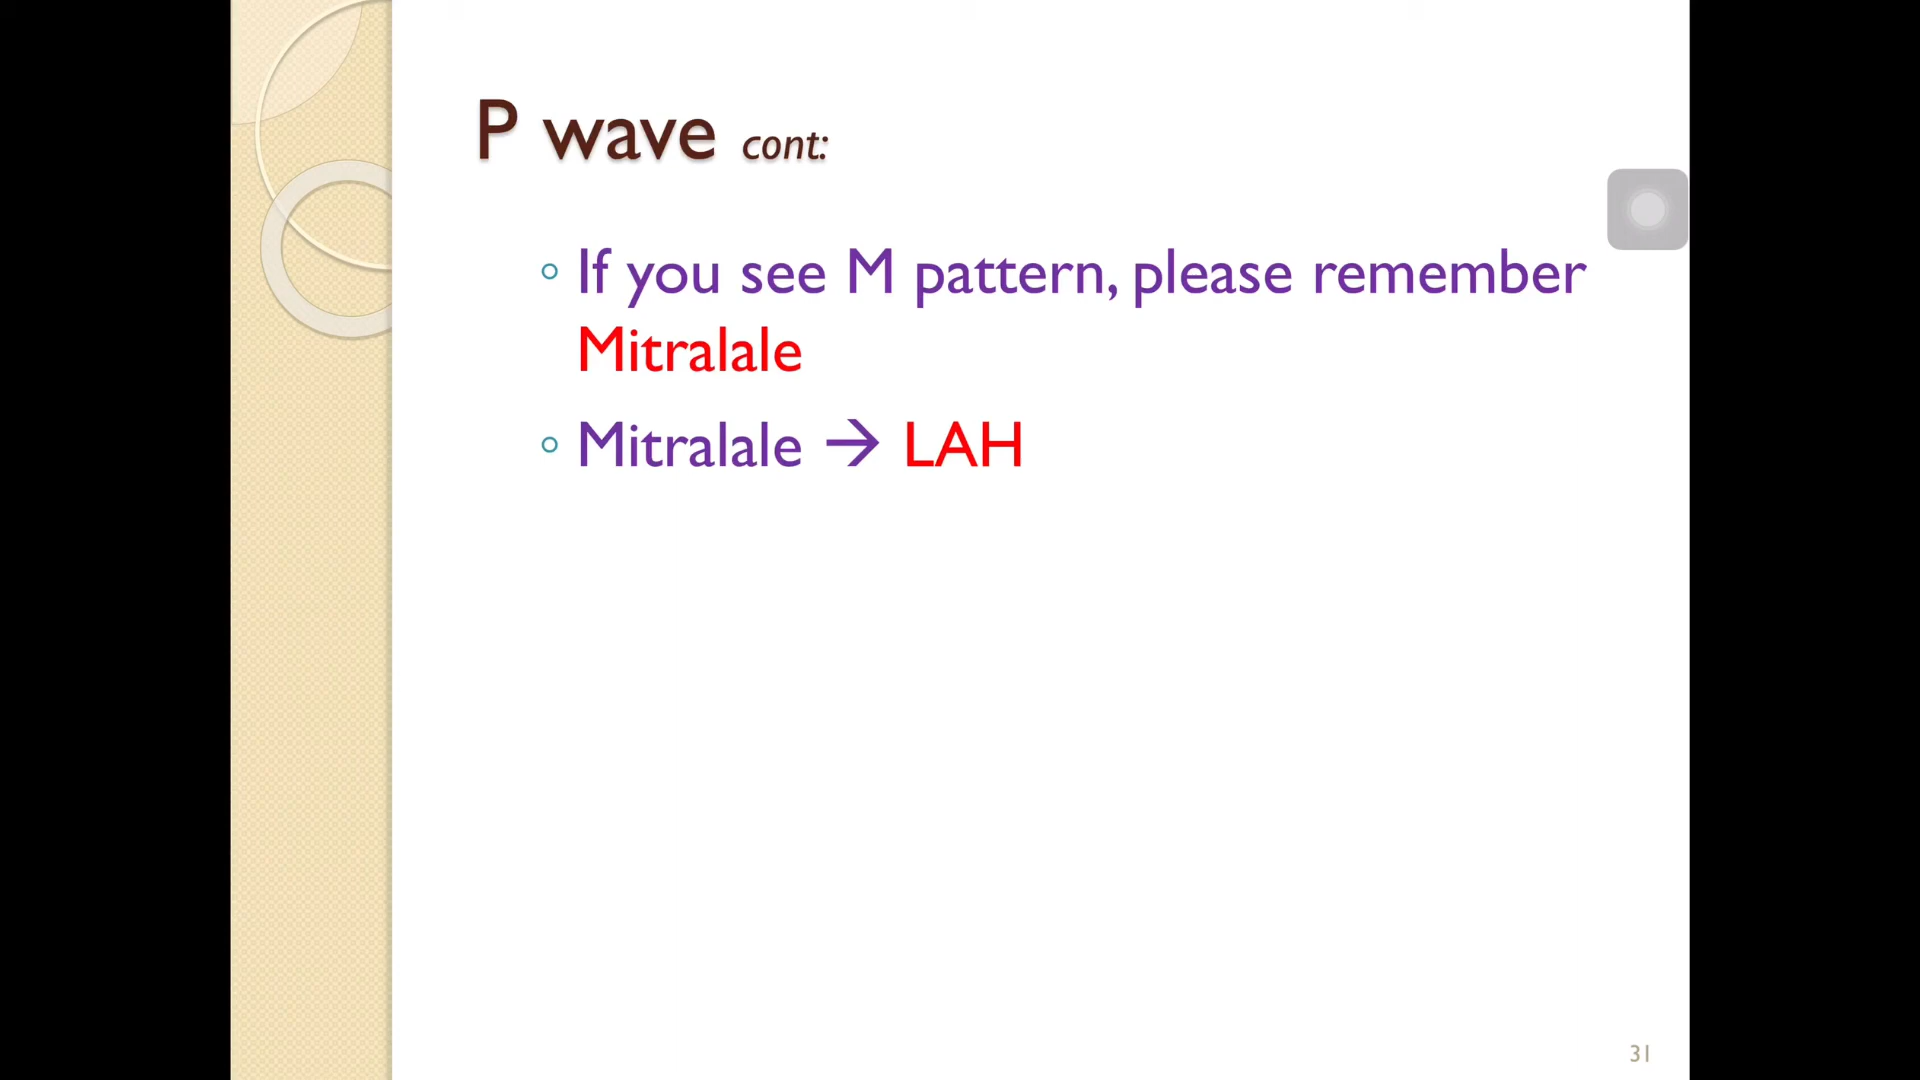 P wave cont:
If you see M pattern, please remember
Mitralale
Mitralale → LAH
31